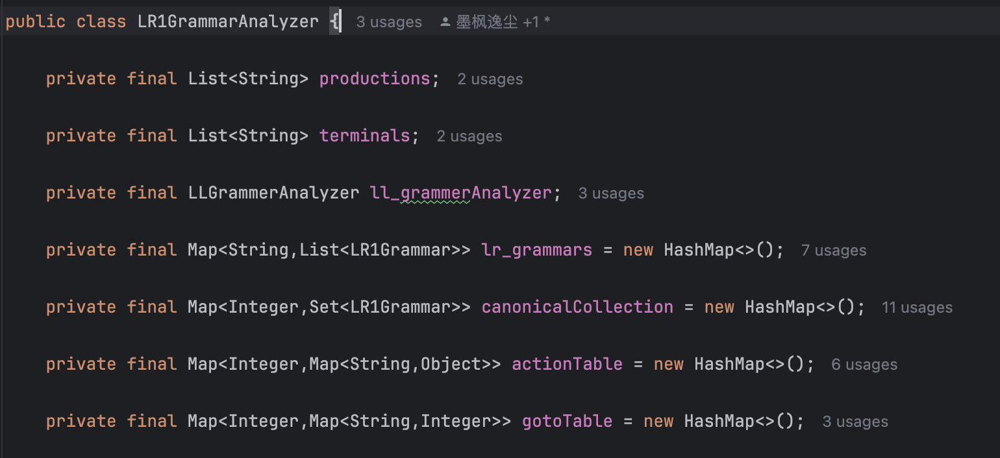 public class LR1GrammarAnalyzer { 3 usages 墨枫逸尘 +1 *
private final List<String> productions; 2 usages
private final List<String> terminals; 2 usages
private final LLGrammerAnalyzer ll_grammerAnalyzer; 3 usages
private final Map<String,List<LR1Grammar>> lr_grammars = new HashMap<>(); 7 usages
private final Map<Integer,Set<LR1Grammar>> canonicalCollection = new HashMap<>(); 11 usages
private final Map<Integer,Map<String,Object>> actionTable = new HashMap<>(); 6 usages
private final Map<Integer,Map<String,Integer>> gotoTable = new HashMap<>(); 3 usages